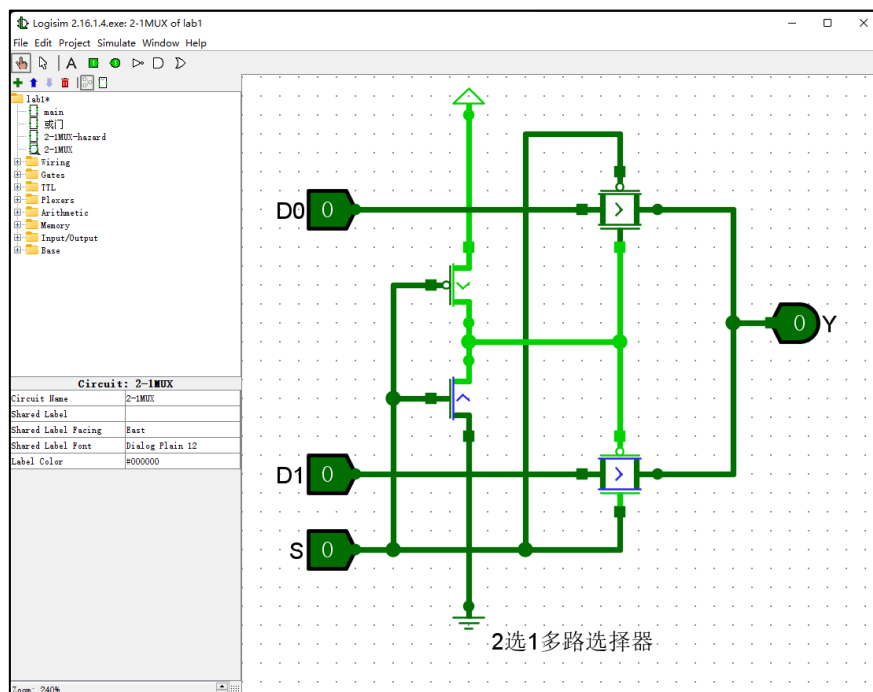 Logisim 2.16.1.4.exe: 2-1MUX of lab1
File Edit Project Simulate Window Help
A
lab1*
main
或门
2-1MUX-hazard
2-1MUX
Wiring
Gates
TTL
Plexers
Arithmetic
Memory
Input/Output
Base
Circuit: 2-1MUX
Circuit Name 2-1MUX
Shared Label
Shared Label Facing East
Shared Label Font Dialog Plain 12
Label Color #000000
Zoom: 240%
D0 0
0 Y
D1 0
S 0
2选1多路选择器